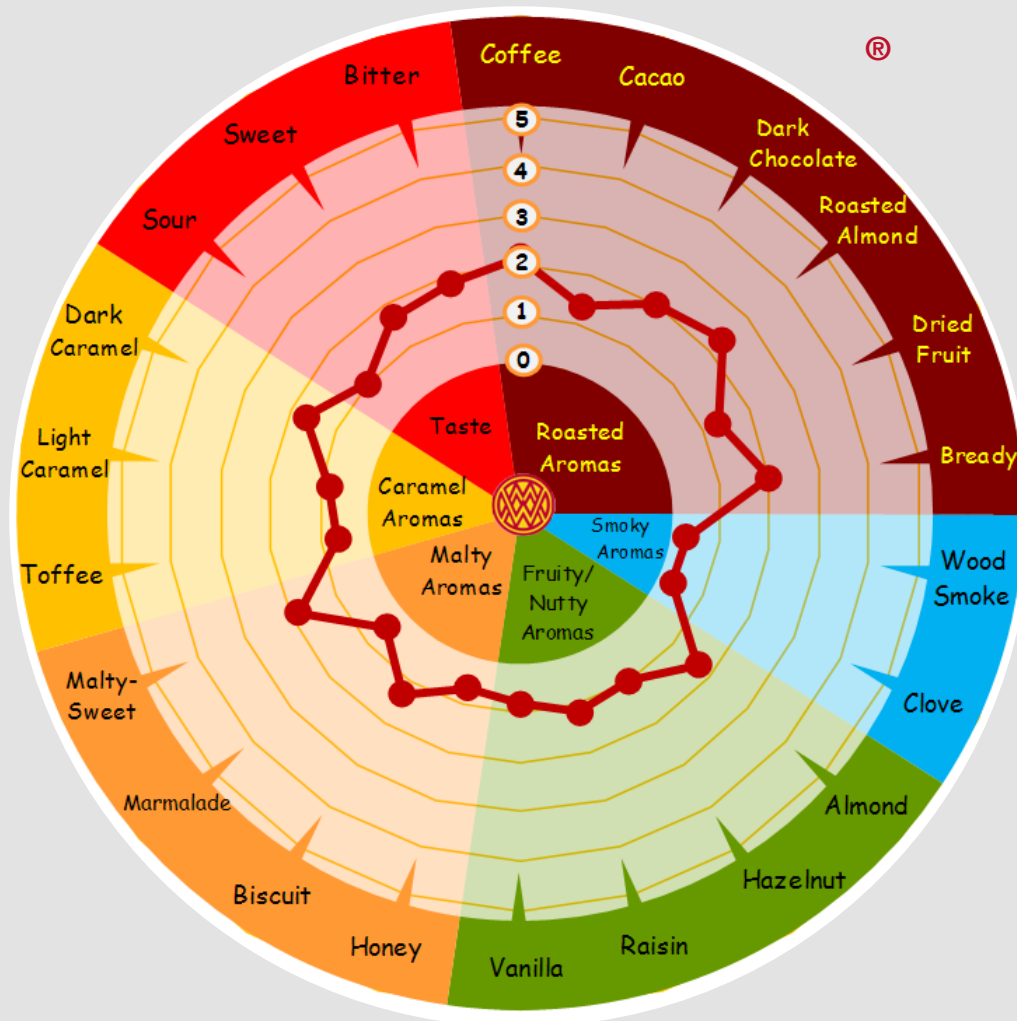 Coffee
Cacao
Dark
Chocolate
Roasted
Almond
Dried
Fruit
Bready
Wood
Smoke
Clove
Almond
Hazelnut
Raisin
Vanilla
Honey
Biscuit
Marmalade
Malty-
Sweet
Toffee
Light
Caramel
Dark
Caramel
Sour
Sweet
Bitter
®
5
4
3
2
1
0
Taste
Roasted
Aromas
Caramel
Aromas
Smoky
Aromas
Malty
Aromas
Fruity/
Nutty
Aromas